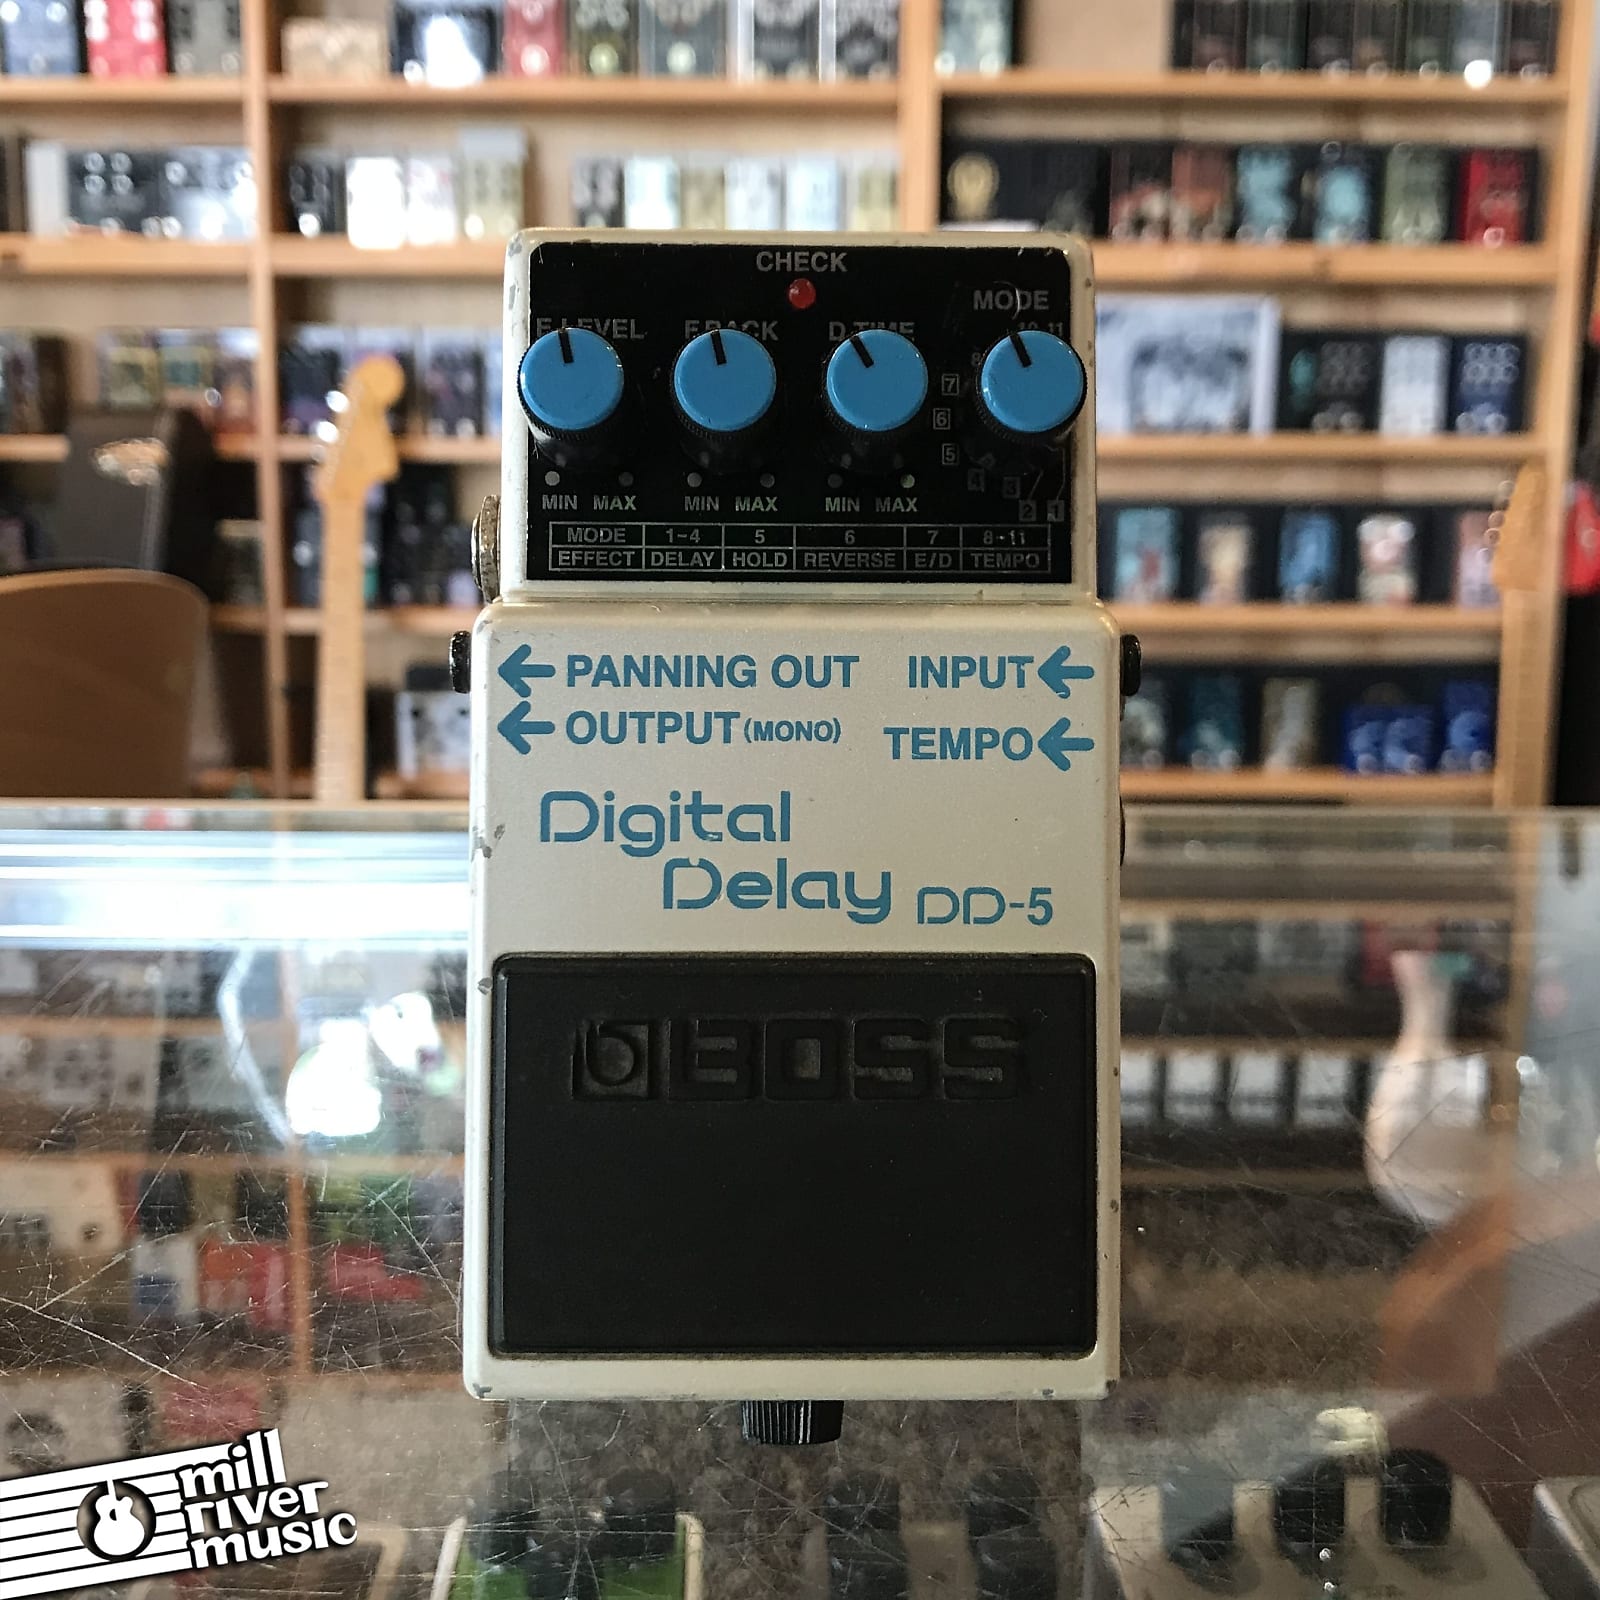 CHECK
MODE
E.LEVEL F.BACK D.TIME
10 11
8
7
6
5
4
3
2 1
MIN MAX MIN MAX MIN MAX
MODE 1-4 5 6 7 8-11
EFFECT DELAY HOLD REVERSE E/D TEMPO
PANNING OUT INPUT
OUTPUT (MONO) TEMPO
Digital
Delay DD-5
BOSS
mill
river
music